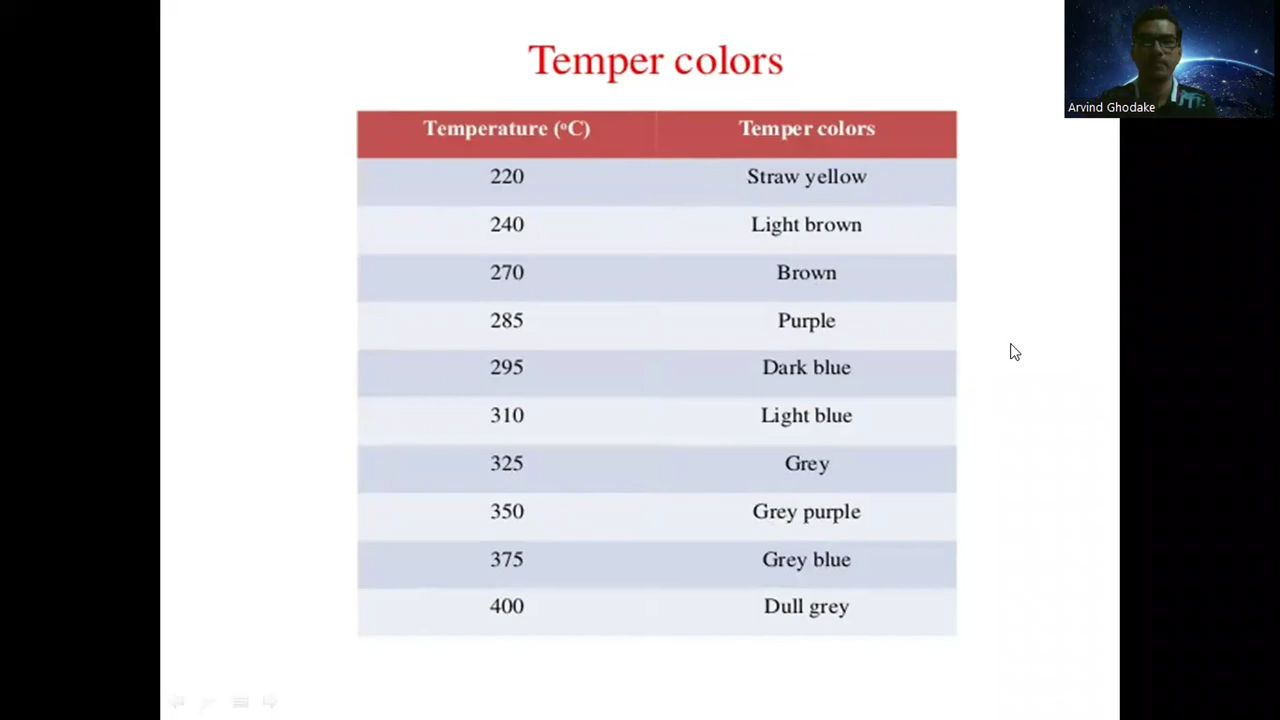 Temper colors
Arvind Ghodake
Temperature (ºC) Temper colors
220 Straw yellow
240 Light brown
270 Brown
285 Purple
295 Dark blue
310 Light blue
325 Grey
350 Grey purple
375 Grey blue
400 Dull grey